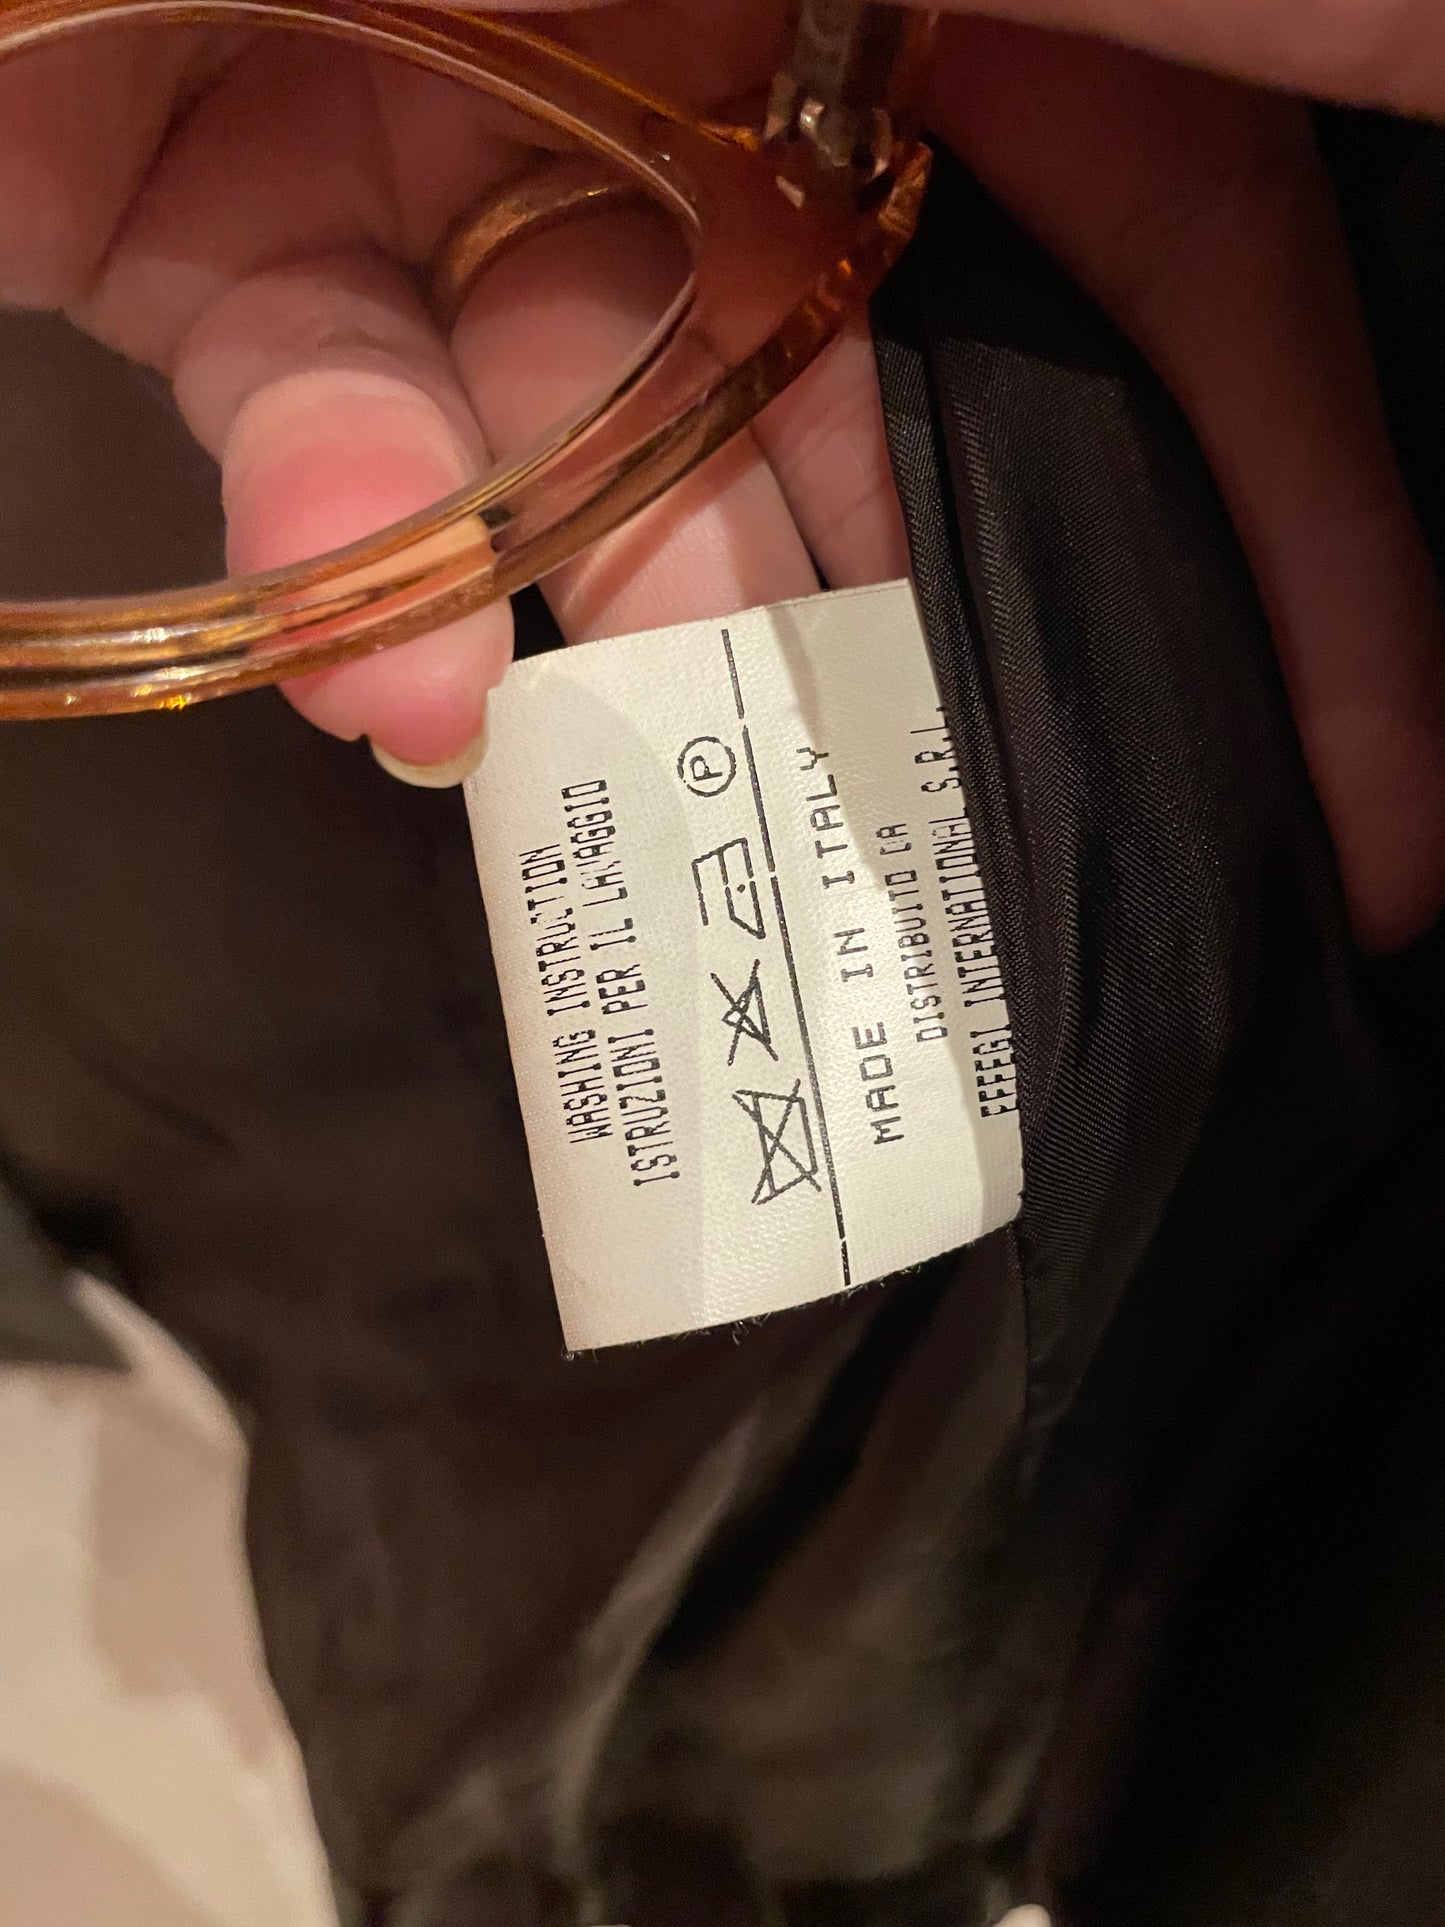 WASHING INSTRUCTION
ISTRUZIONI PER IL LAVAGGIO
P
MADE IN ITALY
DISTRIBUITO DA
EFFEGI INTERNATIONAL S.R.L.